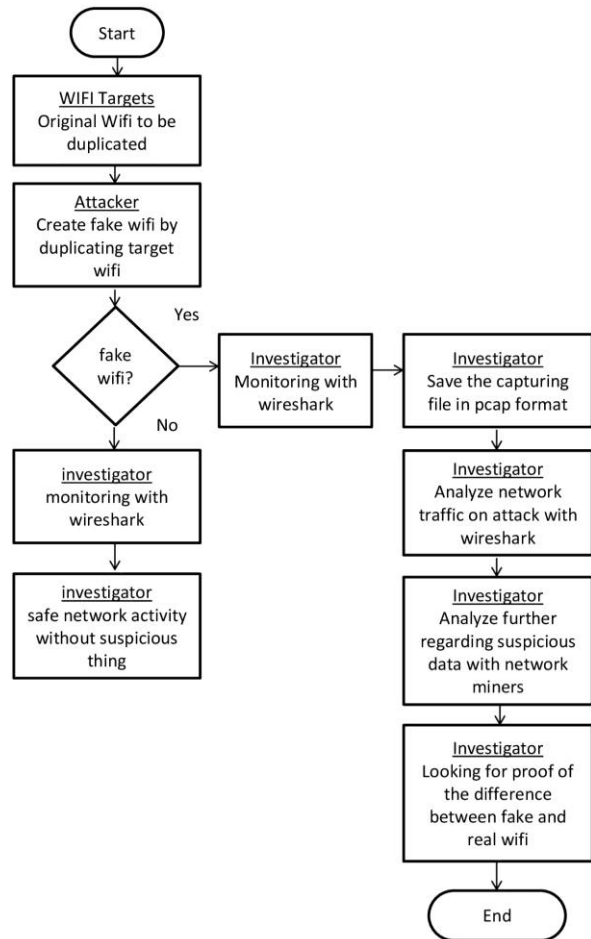 Start
WIFI Targets
Original Wifi to be
duplicated
Attacker
Create fake wifi by
duplicating target
wifi
fake
wifi?
Yes
No
Investigator
Monitoring with
wireshark
Investigator
Save the capturing
file in pcap format
investigator
monitoring with
wireshark
investigator
safe network activity
without suspicious
thing
Investigator
Analyze network
traffic on attack with
wireshark
Investigator
Analyze further
regarding suspicious
data with network
miners
Investigator
Looking for proof of
the difference
between fake and
real wifi
End